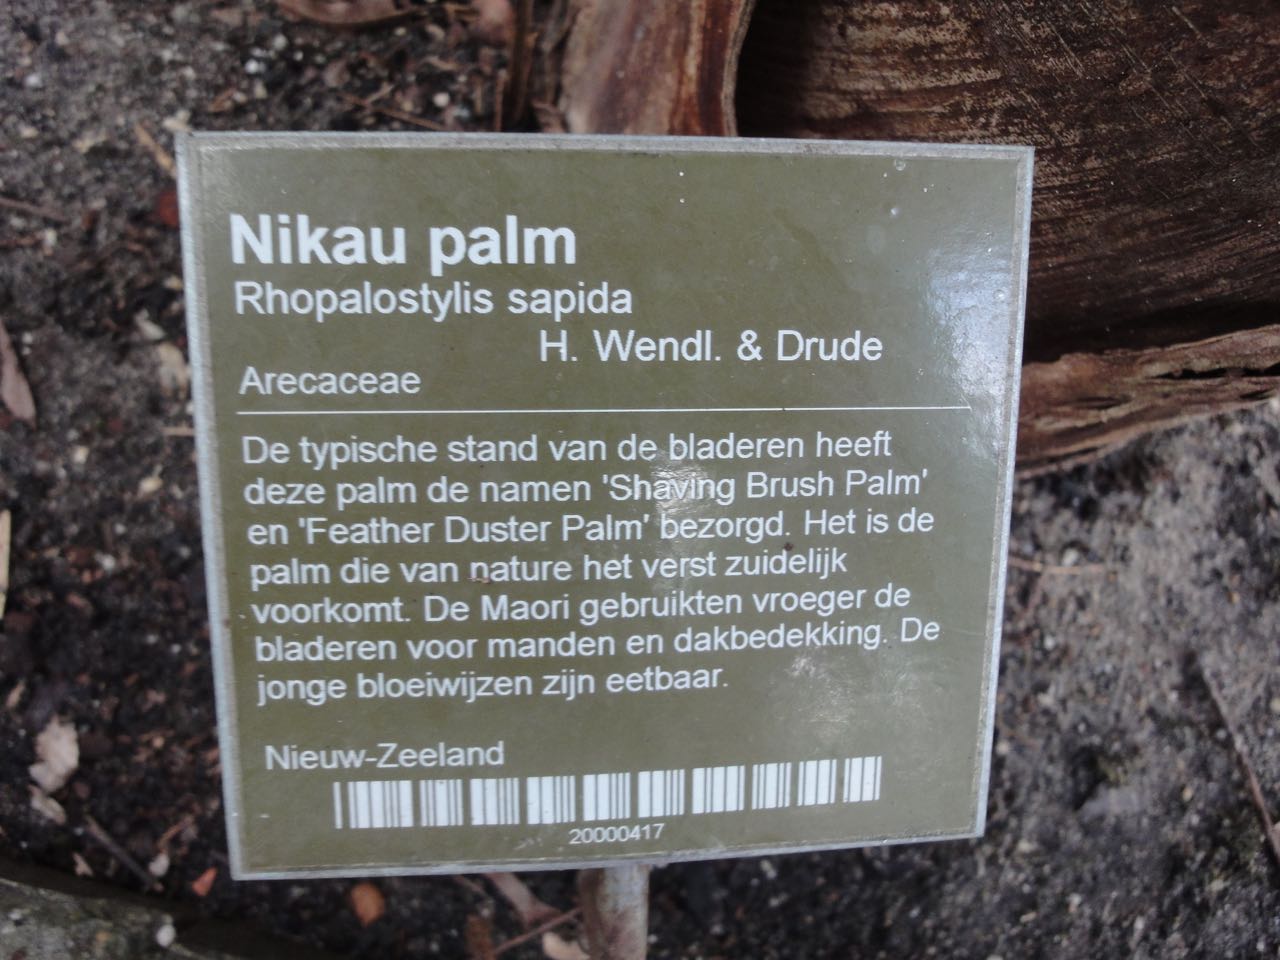 Nikau palm
Rhopalostylis sapida
H. Wendl. & Drude
Arecaceae
De typische stand van de bladeren heeft
deze palm de namen 'Shaving Brush Palm'
en 'Feather Duster Palm' bezorgd. Het is de
palm die van nature het verst zuidelijk
voorkomt. De Maori gebruikten vroeger de
bladeren voor manden en dakbedekking. De
jonge bloeiwijzen zijn eetbaar.
Nieuw-Zeeland
20000417